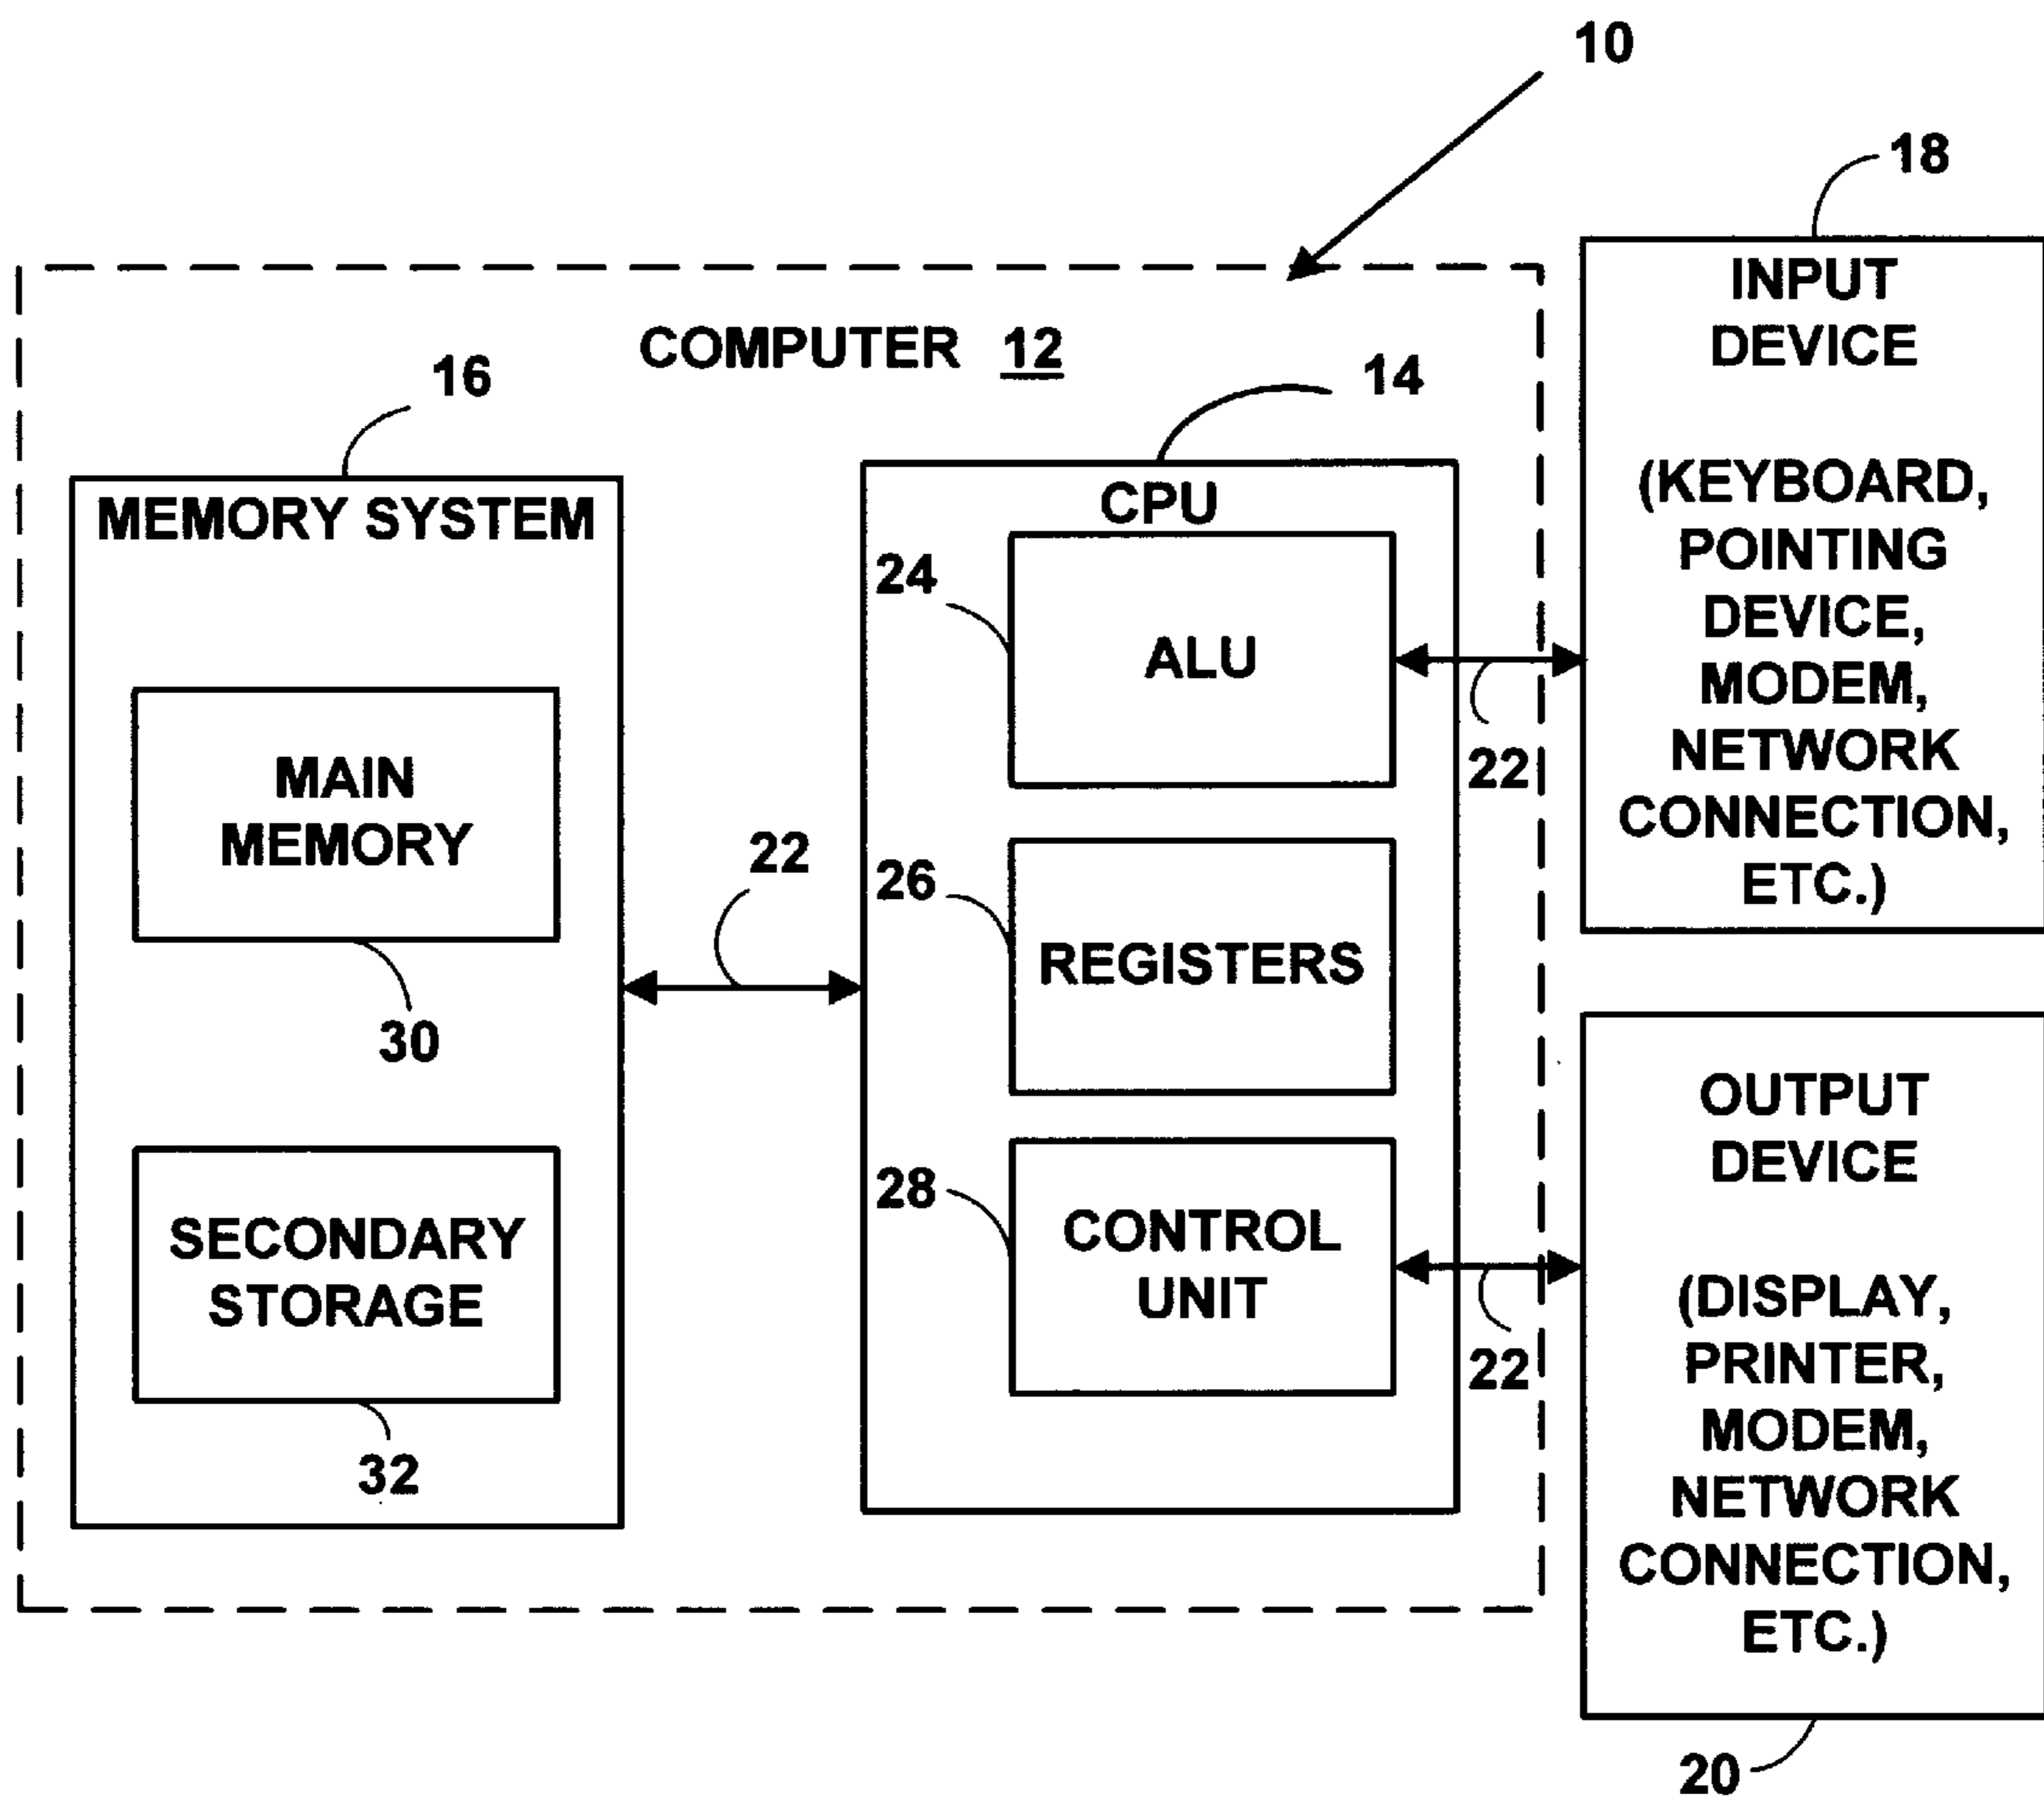 10
18
COMPUTER 12
16
14
MEMORY SYSTEM
MAIN
MEMORY
30
SECONDARY
STORAGE
32
22
CPU
24
ALU
26
REGISTERS
28
CONTROL
UNIT
22
22
INPUT
DEVICE
(KEYBOARD,
POINTING
DEVICE,
MODEM,
NETWORK
CONNECTION,
ETC.)
OUTPUT
DEVICE
(DISPLAY,
PRINTER,
MODEM,
NETWORK
CONNECTION,
ETC.)
20